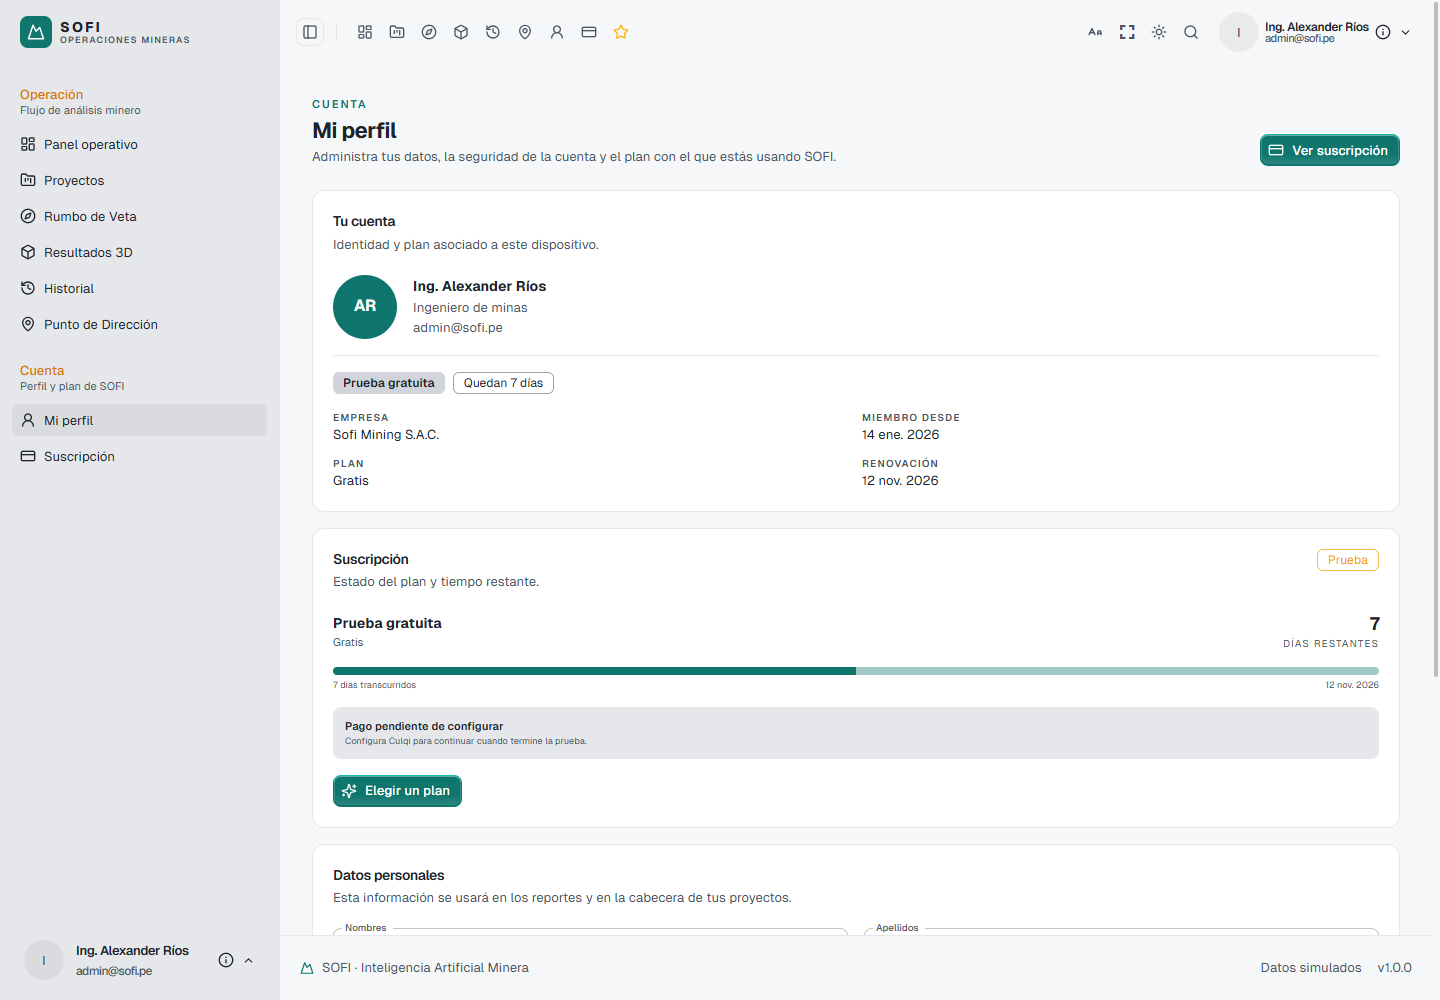 SOFI
OPERACIONES MINERAS
Operación
Flujo de análisis minero
Panel operativo
Proyectos
Rumbo de Veta
Resultados 3D
Historial
Punto de Dirección
Cuenta
Perfil y plan de SOFI
Mi perfil
Suscripción
I
Ing. Alexander Ríos
admin@sofi.pe
I
Ing. Alexander Ríos
admin@sofi.pe
CUENTA
Mi perfil
Administra tus datos, la seguridad de la cuenta y el plan con el que estás usando SOFI.
Ver suscripción
Tu cuenta
Identidad y plan asociado a este dispositivo.
AR
Ing. Alexander Ríos
Ingeniero de minas
admin@sofi.pe
Prueba gratuita
Quedan 7 días
EMPRESA
Sofi Mining S.A.C.
MIEMBRO DESDE
14 ene. 2026
PLAN
Gratis
RENOVACIÓN
12 nov. 2026
Suscripción
Prueba
Estado del plan y tiempo restante.
Prueba gratuita
7
Gratis
DÍAS RESTANTES
7 días transcurridos
12 nov. 2026
Pago pendiente de configurar
Configura Culqi para continuar cuando termine la prueba.
Elegir un plan
Datos personales
Esta información se usará en los reportes y en la cabecera de tus proyectos.
Nombres
Apellidos
SOFI · Inteligencia Artificial Minera
Datos simulados
v1.0.0